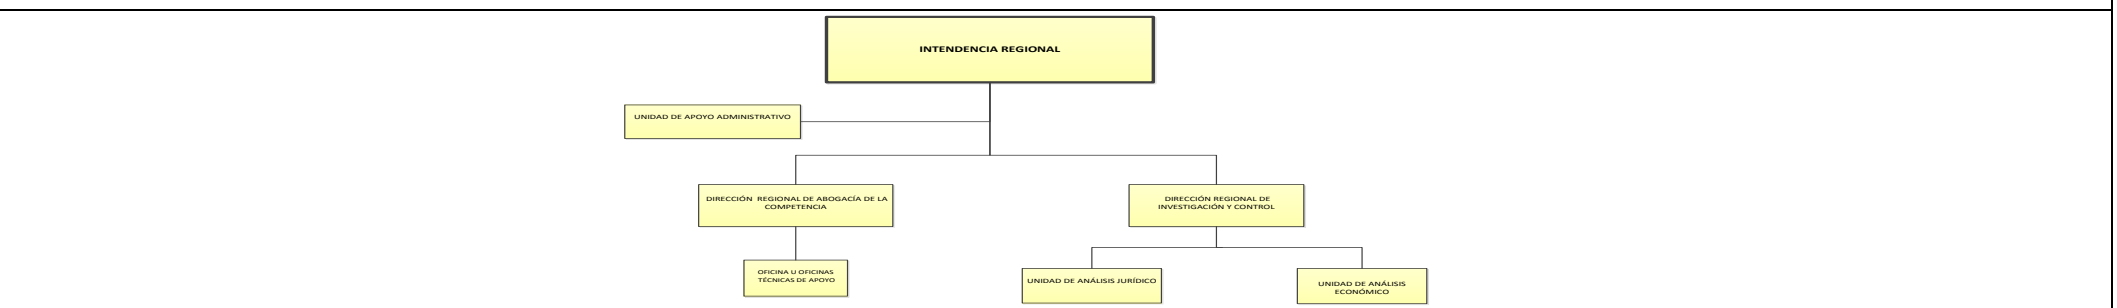 INTENDENCIA REGIONAL
UNIDAD DE APOYO ADMINISTRATIVO
DIRECCIÓN  REGIONAL DE ABOGACÍA DE LA
COMPETENCIA
DIRECCIÓN REGIONAL DE
INVESTIGACIÓN Y CONTROL
OFICINA U OFICINAS
TÉCNICAS DE APOYO
UNIDAD DE ANÁLISIS JURÍDICO
UNIDAD DE ANÁLISIS
ECONÓMICO